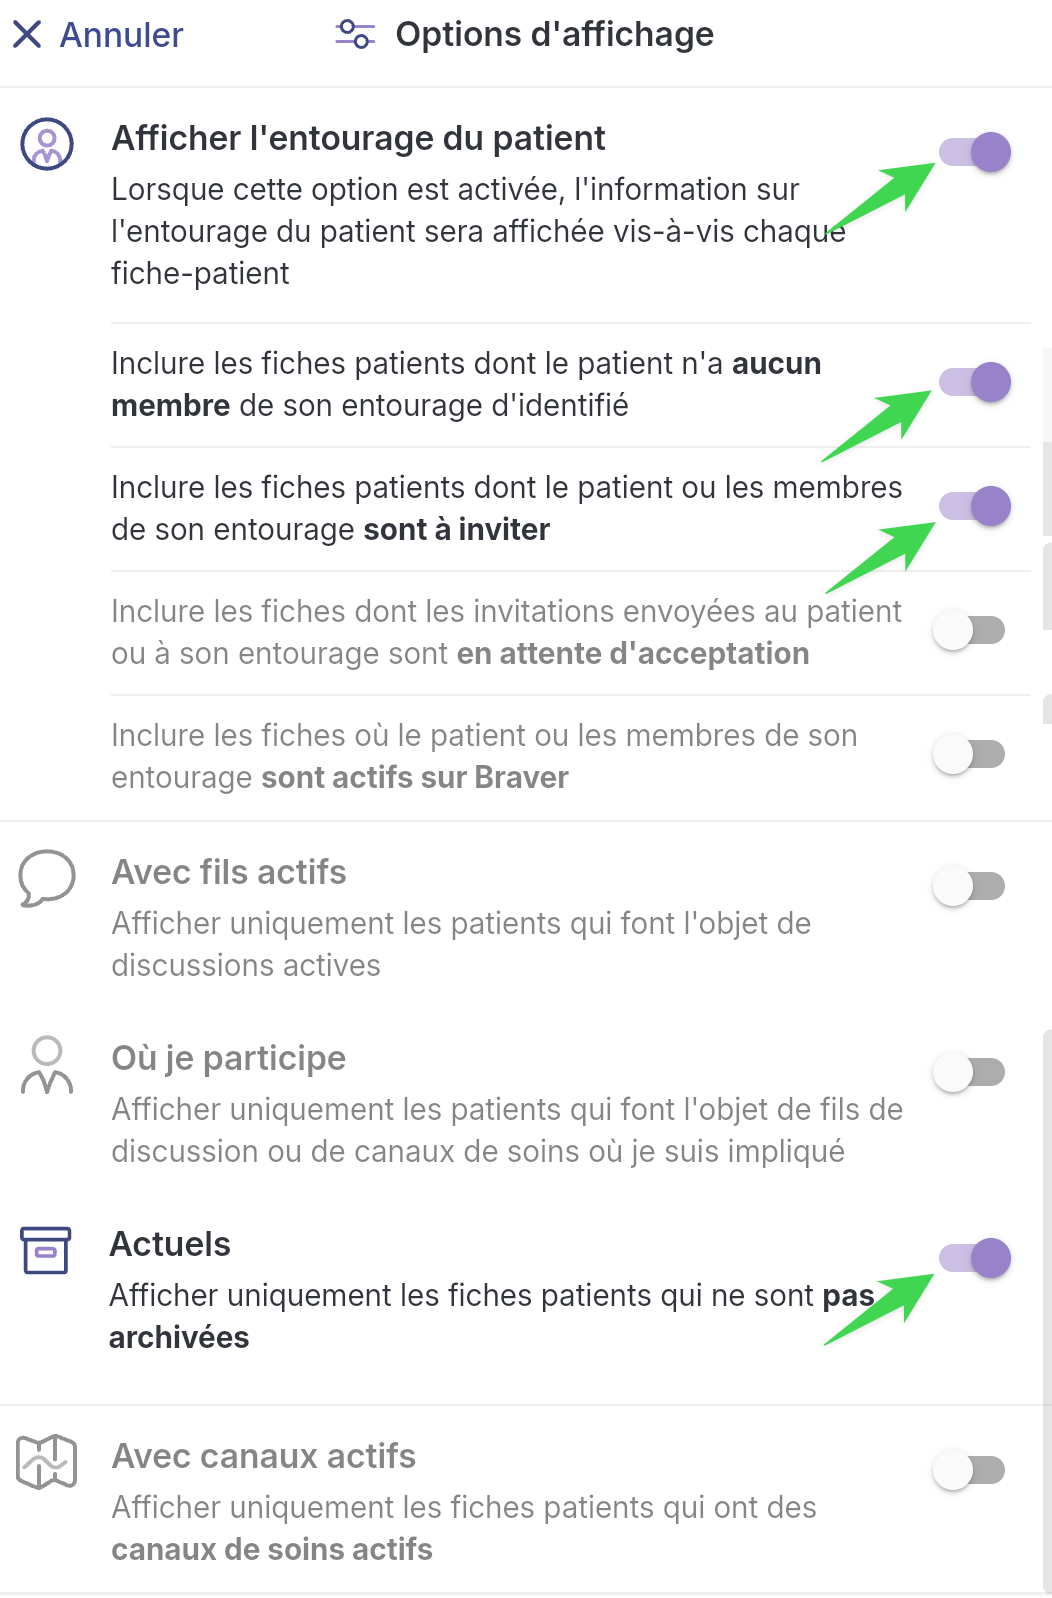 Annuler
Options d'affichage
Afficher l'entourage du patient
Lorsque cette option est activée, l'information sur
l'entourage du patient sera affichée vis-à-vis chaque
fiche-patient
Inclure les fiches patients dont le patient n'a aucun
membre de son entourage d'identifié
Inclure les fiches patients dont le patient ou les membres
de son entourage sont à inviter
Inclure les fiches dont les invitations envoyées au patient
ou à son entourage sont en attente d'acceptation
Inclure les fiches où le patient ou les membres de son
entourage sont actifs sur Braver
Avec fils actifs
Afficher uniquement les patients qui font l'objet de
discussions actives
Où je participe
Afficher uniquement les patients qui font l'objet de fils de
discussion ou de canaux de soins où je suis impliqué
Actuels
Afficher uniquement les fiches patients qui ne sont pas
archivées
Avec canaux actifs
Afficher uniquement les fiches patients qui ont des
canaux de soins actifs